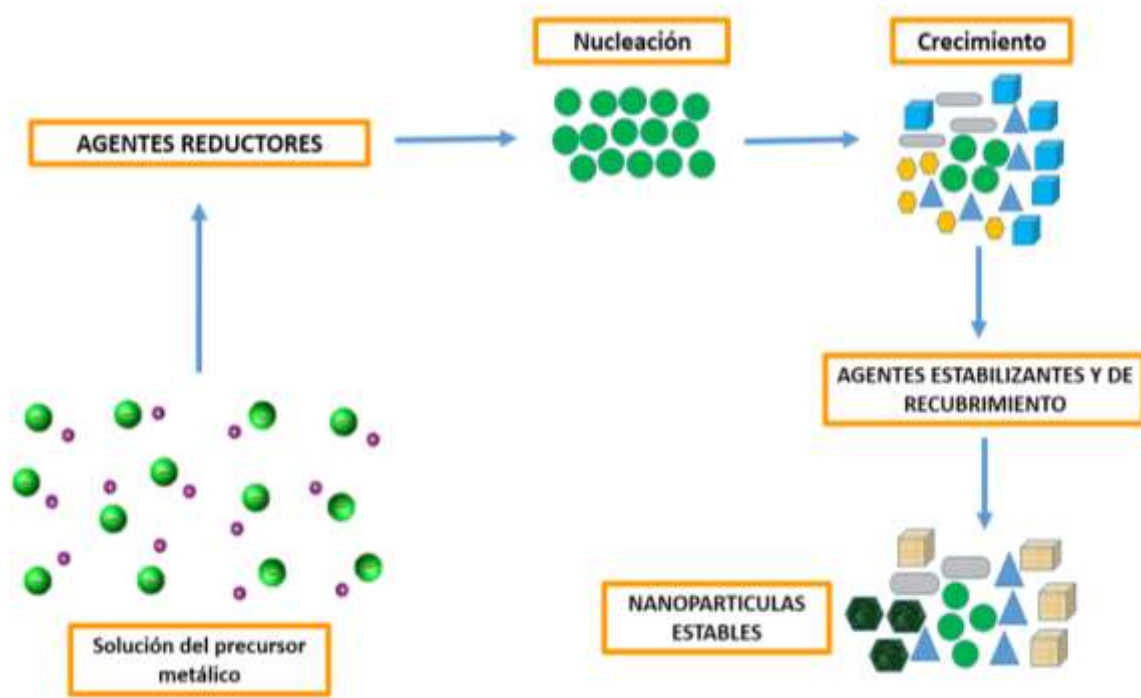 Nucleación
Crecimiento
AGENTES REDUCTORES
AGENTES ESTABILIZANTES Y DE
RECUBRIMIENTO
NANOPARTICULAS
ESTABLES
Solución del precursor
metálico